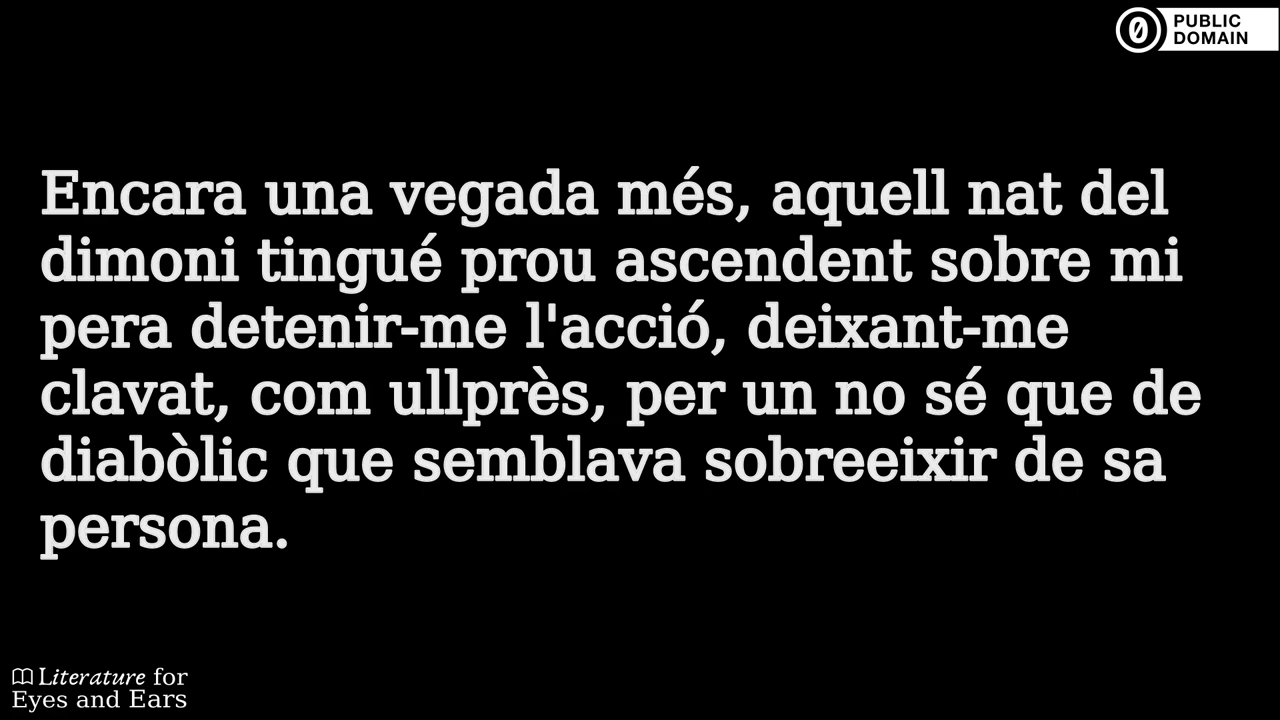 PUBLIC
DOMAIN
Encara una vegada més, aquell nat del
dimoni tingué prou ascendent sobre mi
pera detenir-me l'acció, deixant-me
clavat, com ullprès, per un no sé que de
diabòlic que semblava sobreeixir de sa
persona.
Literature for
Eyes and Ears